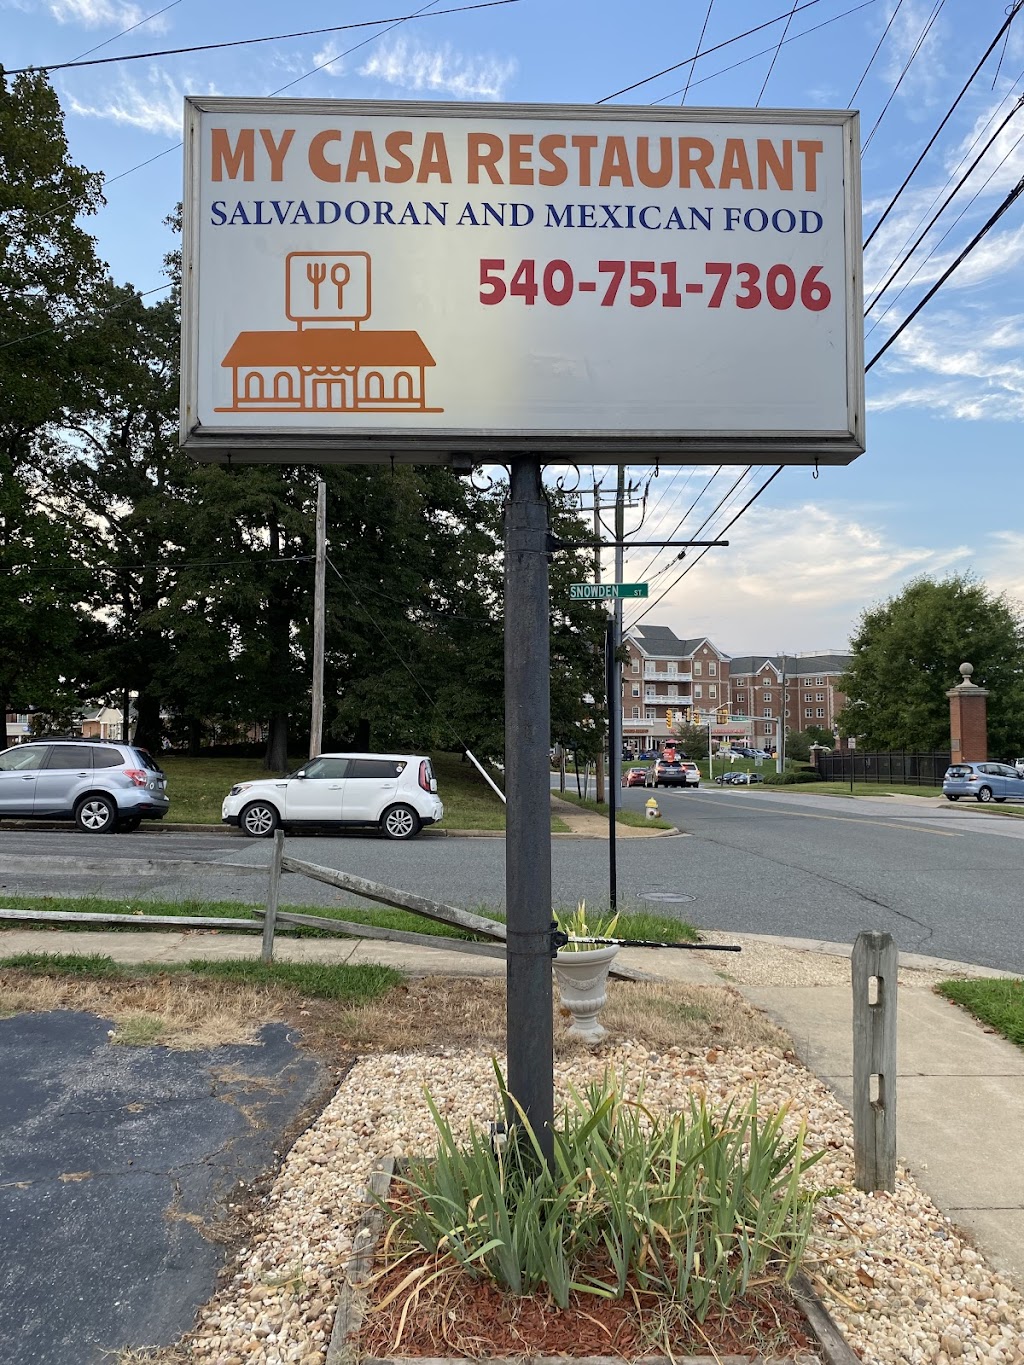 MY CASA RESTAURANT
SALVADORAN AND MEXICAN FOOD
540-751-7306
SNOWDEN ST